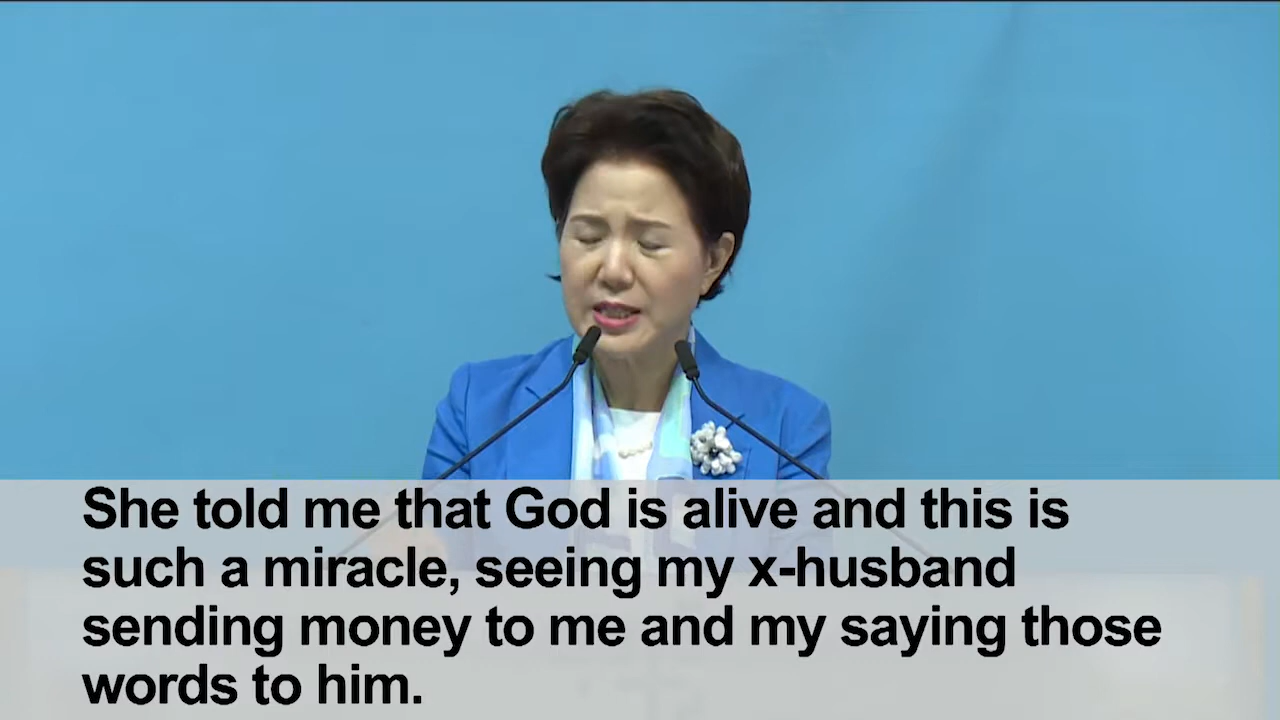 She told me that God is alive and this is
such a miracle, seeing my x-husband
sending money to me and my saying those
words to him.